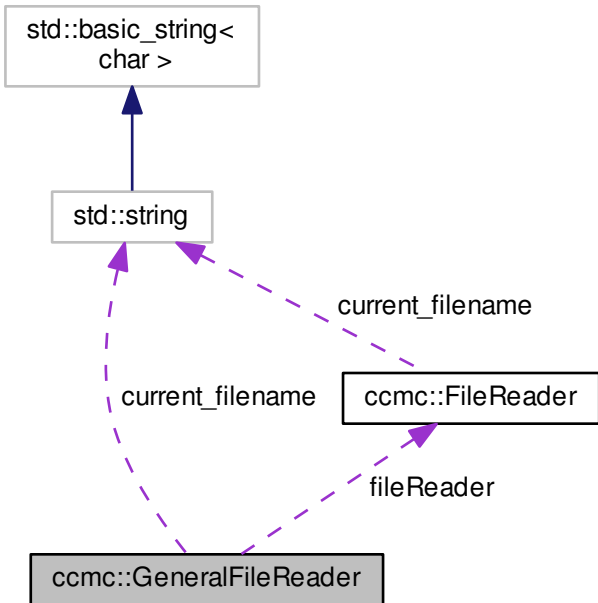 std::basic_string<
char >
std::string
current_filename
ccmc::FileReader
current_filename
fileReader
ccmc::GeneralFileReader